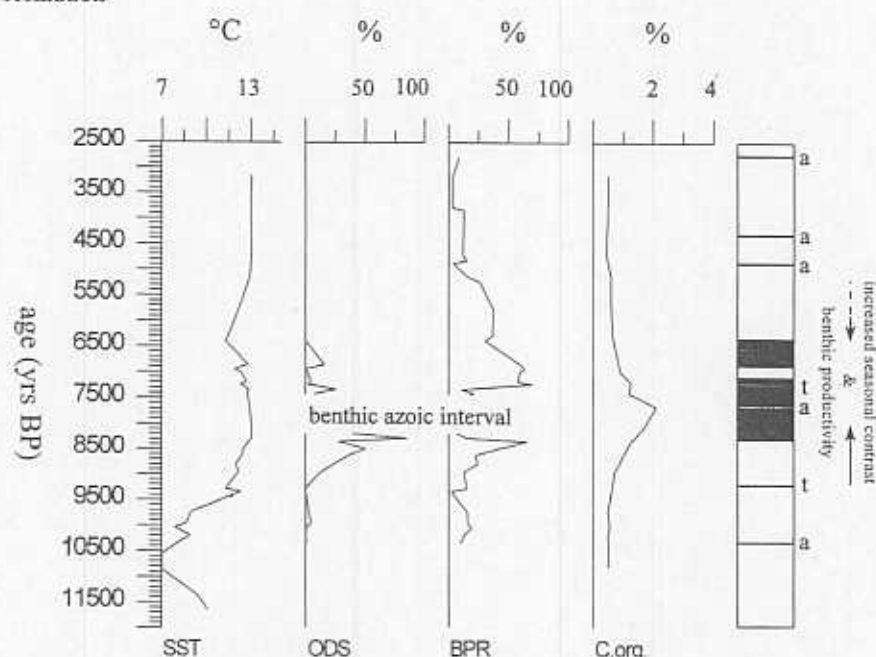 °C % % %
7 13 50 100 50 100 2 4
2500
3500
4500
5500
6500
7500
8500
9500
10500
11500
age (yrs BP)
benthic azoic interval
a
a
a
t
a
t
a
increased seasonal contrast
&
benthic productivity
SST ODS BPR C.org.